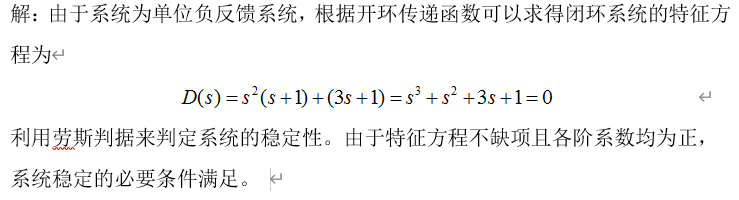 解：由于系统为单位负反馈系统，根据开环传递函数可以求得闭环系统的特征方
程为↵
D(s) = s²(s+1)+(3s+1) = s³+s²+3s+1=0 ↵
利用劳斯判据来判定系统的稳定性。由于特征方程不缺项且各阶系数均为正，
系统稳定的必要条件满足。 ↵